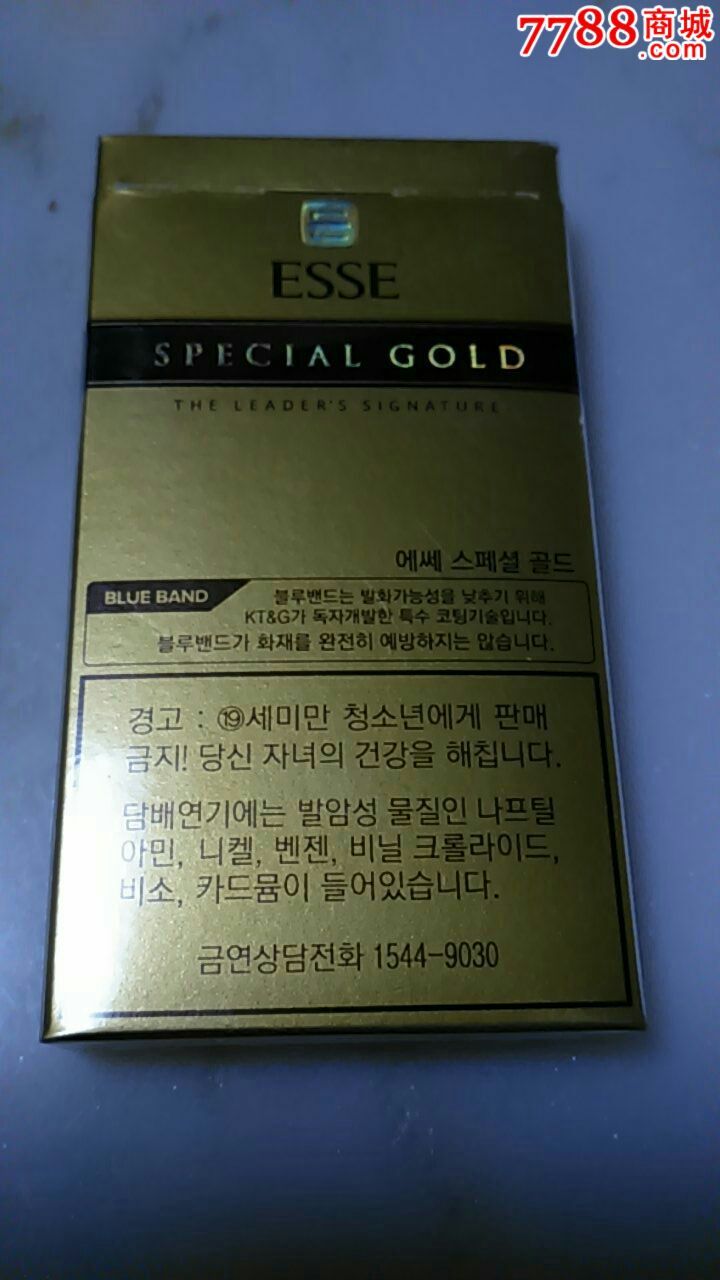 7788商城
.com
ESSE
SPECIAL GOLD
THE LEADER'S SIGNATURE
에쎄 스페셜 골드
BLUE BAND
블루밴드는 발화가능성을 낮추기 위해
KT&G가 독자개발한 특수 코팅기술입니다.
블루밴드가 화재를 완전히 예방하지는 않습니다.
경고 : ⑲세미만 청소년에게 판매
금지! 당신 자녀의 건강을 해칩니다.
담배연기에는 발암성 물질인 나프틸
아민, 니켈, 벤젠, 비닐 크롤라이드,
비소, 카드뮴이 들어있습니다.
금연상담전화 1544-9030